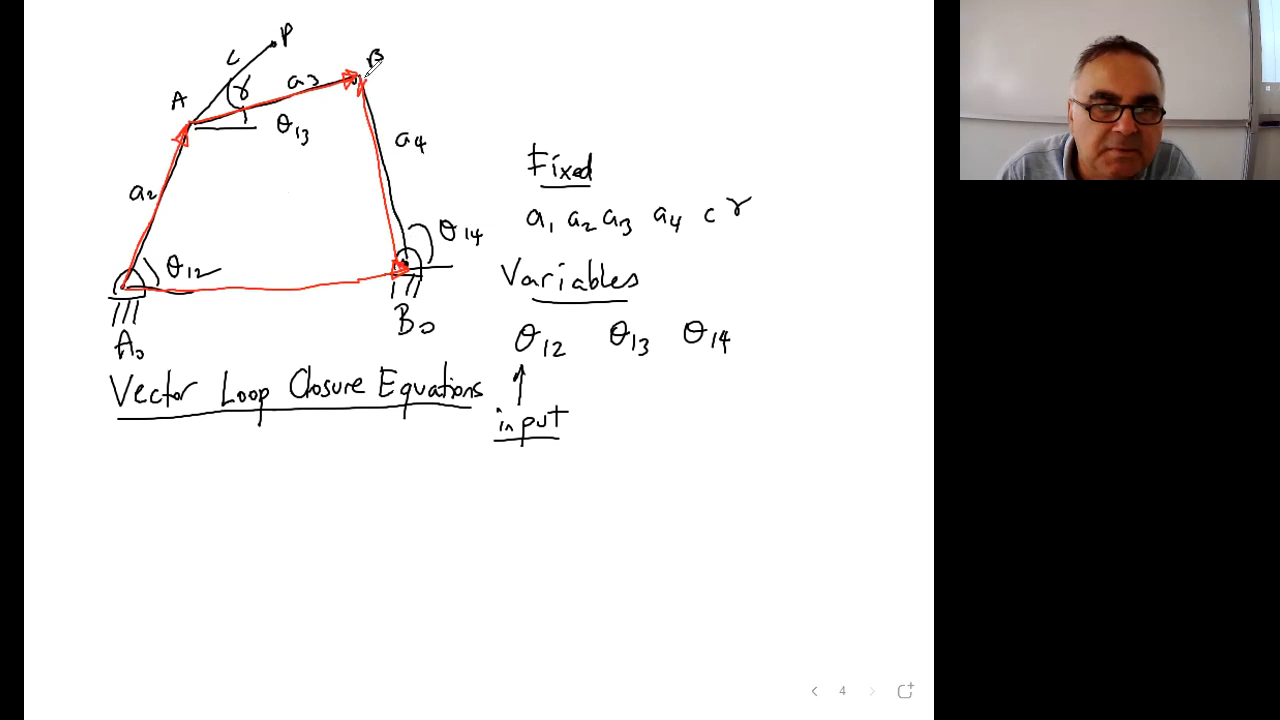 P
C
B
a3
γ
A
θ13
a4
a2
θ14
θ12
B0
A0
Vector Loop Closure Equations
Fixed
a1 a2 a3 a4 c γ
Variables
θ12 θ13 θ14
input
4